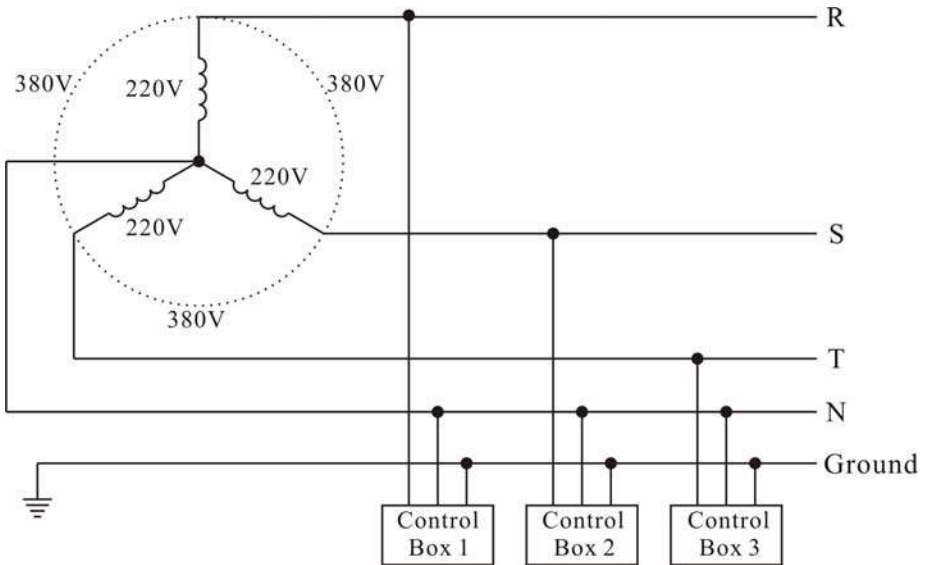 R
380V
220V
380V
220V
220V
S
380V
T
N
Ground
Control
Box 1
Control
Box 2
Control
Box 3